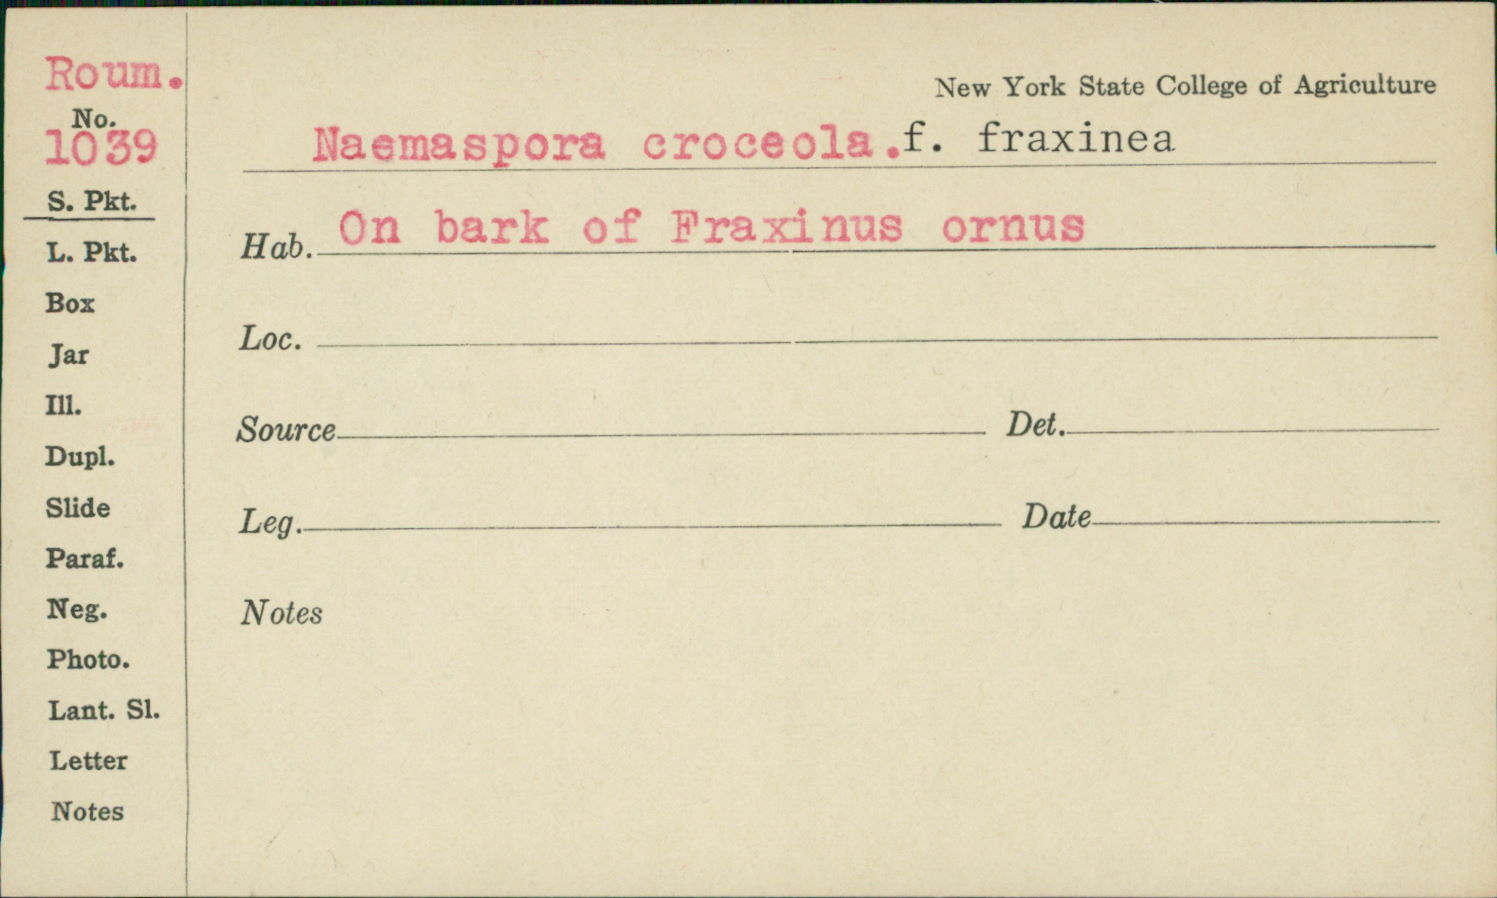 Roum.
No.
1039
S. Pkt.
L. Pkt.
Box
Jar
Ill.
Dupl.
Slide
Paraf.
Neg.
Photo.
Lant. Sl.
Letter
Notes
New York State College of Agriculture
Naemaspora croceola.f. fraxinea
Hab. On bark of Fraxinus ornus
Loc.
Source Det.
Leg. Date
Notes